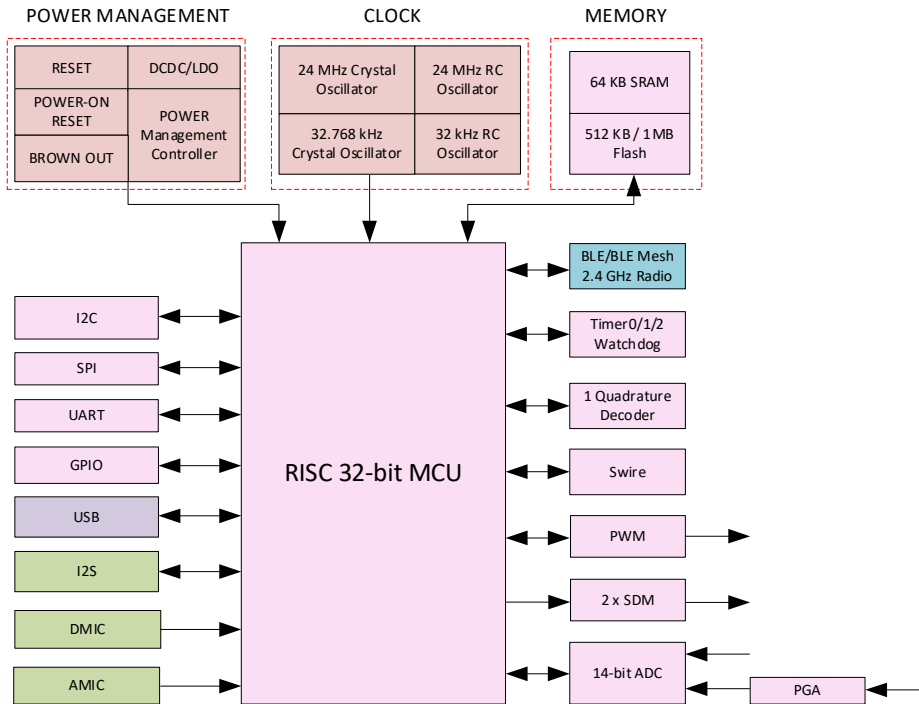 POWER MANAGEMENT
CLOCK
MEMORY
RESET
DCDC/LDO
POWER-ON
RESET
POWER
Management
Controller
BROWN OUT
24 MHz Crystal
Oscillator
24 MHz RC
Oscillator
32.768 kHz
Crystal Oscillator
32 kHz RC
Oscillator
64 KB SRAM
512 KB / 1MB
Flash
I2C
SPI
UART
GPIO
USB
I2S
DMIC
AMIC
RISC 32-bit MCU
BLE/BLE Mesh
2.4 GHz Radio
Timer0/1/2
Watchdog
1 Quadrature
Decoder
Swire
PWM
2 x SDM
14-bit ADC
PGA